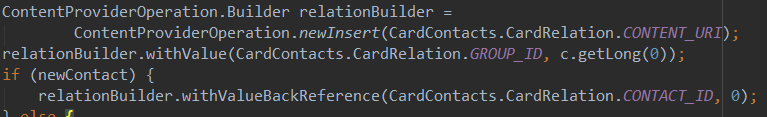 ContentProviderOperation.Builder relationBuilder =
ContentProviderOperation.newInsert(CardContacts.CardRelation.CONTENT_URI);
relationBuilder.withValue(CardContacts.CardRelation.GROUP_ID, c.getLong(0));
if (newContact) {
relationBuilder.withValueBackReference(CardContacts.CardRelation.CONTACT_ID, 0);
} else {